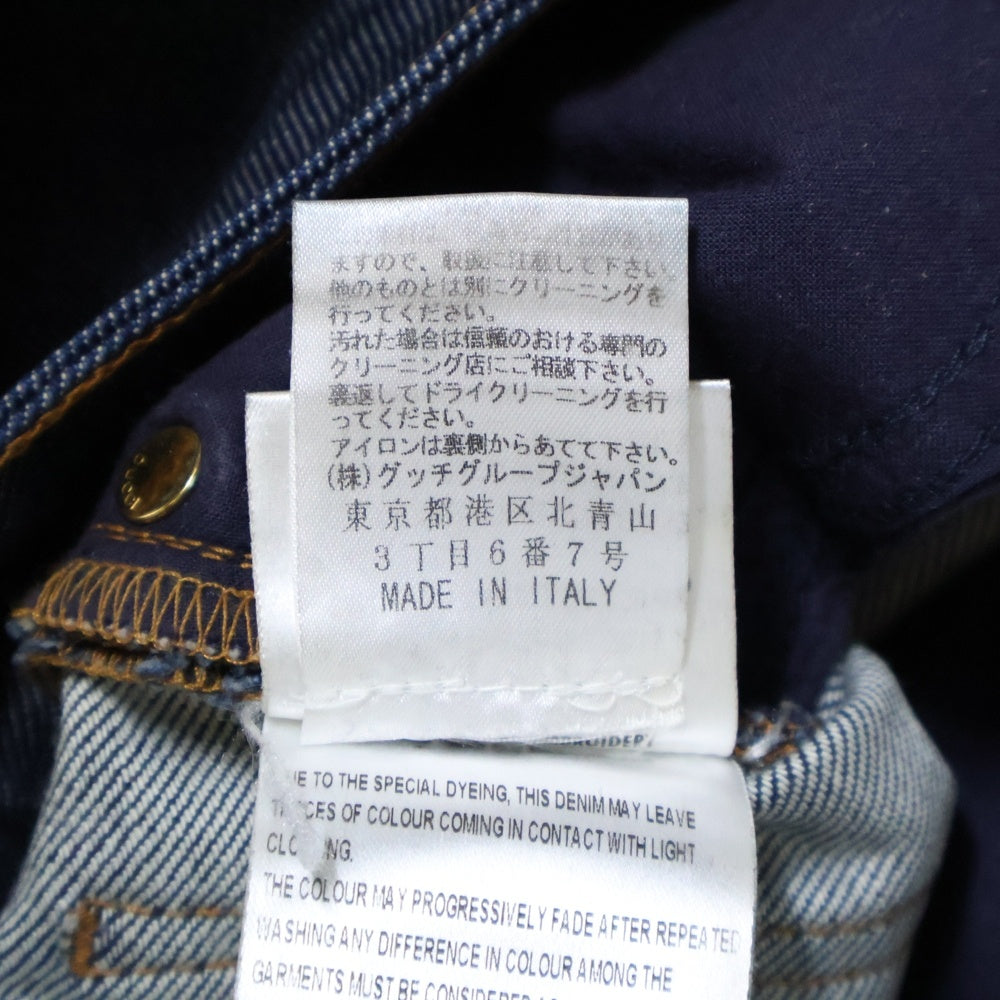 ますので、取扱に注意して下さい。
他のものとは別にクリーニングを
行ってください。
汚れた場合は信頼のおける専門の
クリーニング店にご相談下さい。
裏返してドライクリーニングを行
ってください。
アイロンは裏側からあてて下さい。
(株)グッチグループジャパン
東京都港区北青山
3丁目6番7号
MADE IN ITALY
TO THE SPECIAL DYEING, THIS DENIM MAY LEAVE
OF COLOUR COMING IN CONTACT WITH LIGHT
THE COLOUR MAY PROGRESSIVELY FADE AFTER REPEATED
WASHING ANY DIFFERENCE IN COLOUR AMONG THE
GARMENTS MUST BE CONSIDERED